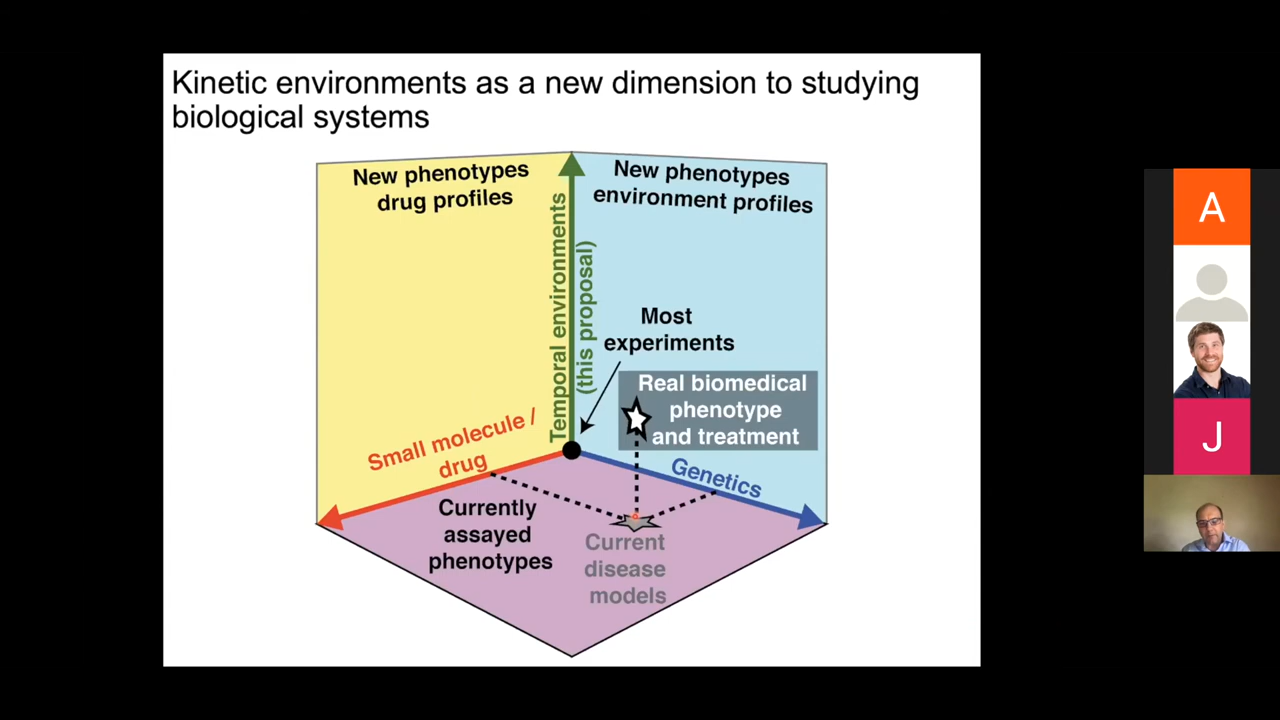 Kinetic environments as a new dimension to studying
biological systems
New phenotypes
drug profiles
New phenotypes
environment profiles
Temporal environments
(this proposal)
Most
experiments
Real biomedical
phenotype
and treatment
Small molecule /
drug
Genetics
Currently
assayed
phenotypes
Current
disease
models
A
J